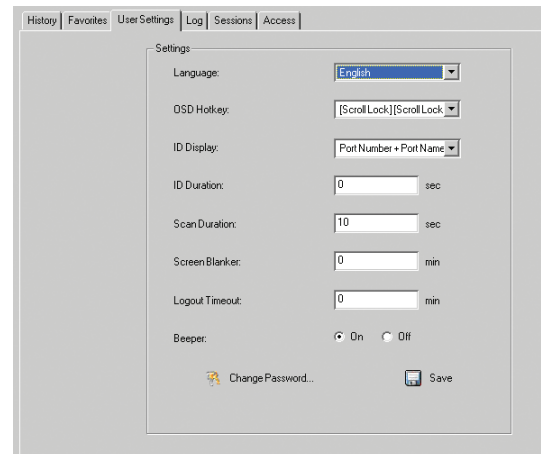 History Favorites User Settings Log Sessions Access
Settings
Language: English
OSD Hotkey: [Scroll Lock] [Scroll Lock
ID Display: Port Number + Port Name
ID Duration: 0 sec
Scan Duration: 10 sec
Screen Blanker: 0 min
Logout Timeout: 0 min
Beeper: On Off
Change Password... Save